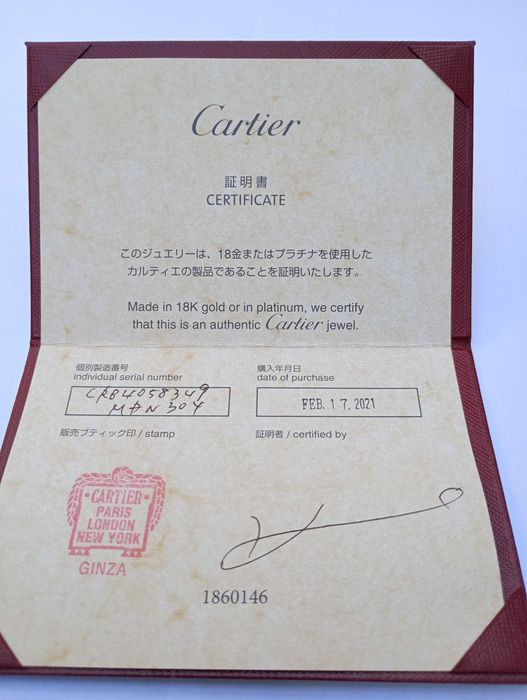 Cartier
証明書
CERTIFICATE
このジュエリーは、18金またはプラチナを使用した
カルティエの製品であることを証明いたします。
Made in 18K gold or in platinum, we certify
that this is an authentic Cartier jewel.
個別製造番号
individual serial number
CRB4058349
MHN304
購入年月日
date of purchase
FEB. 17. 2021
販売ブティック印 / stamp
証明者 / certified by
CARTIER
PARIS
LONDON
NEW YORK
GINZA
1860146